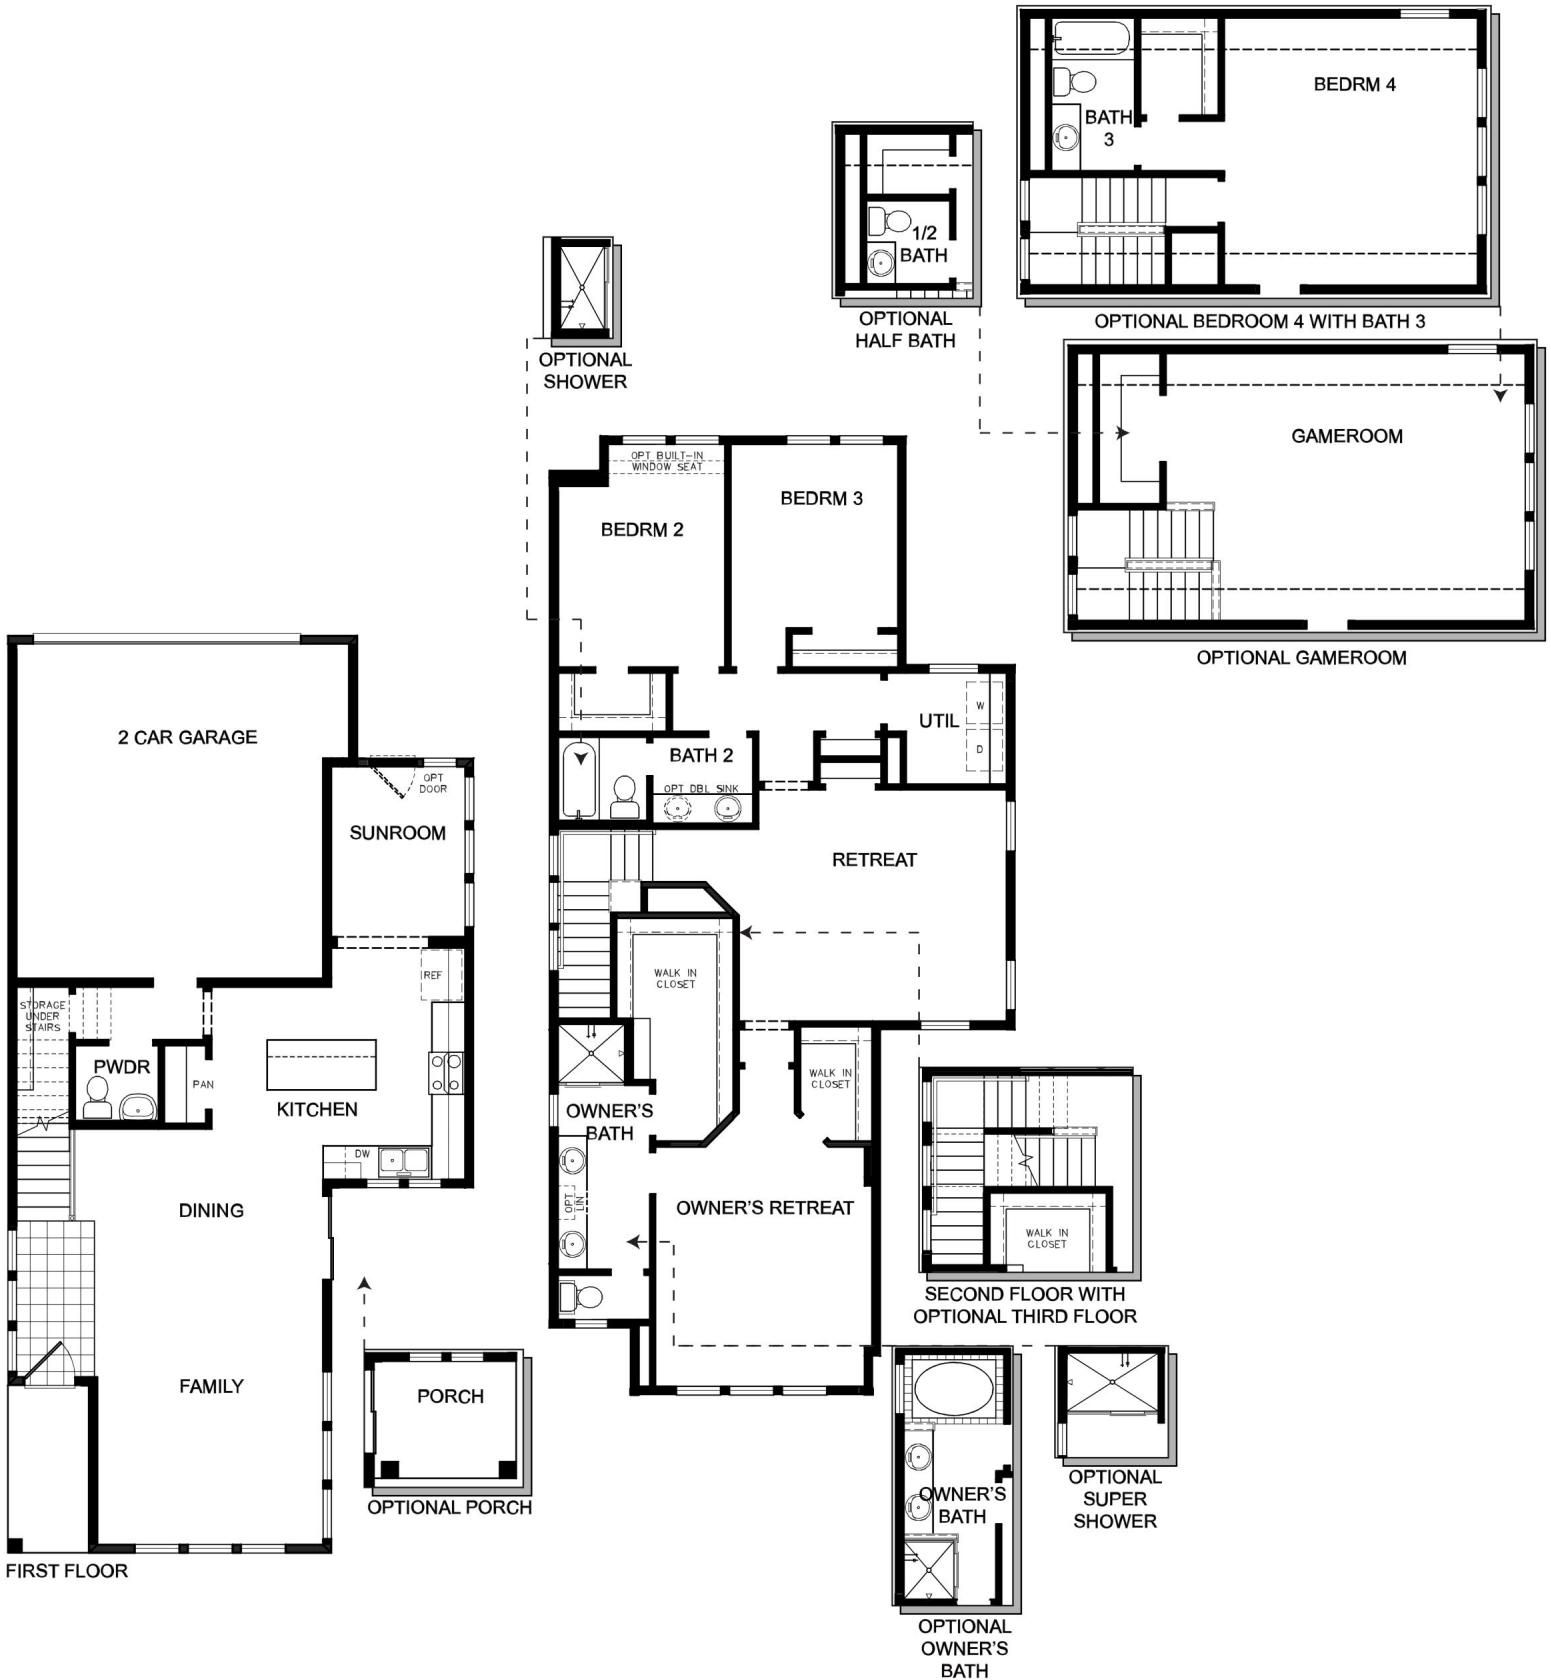 BEDRM 4
BATH
3
OPTIONAL BEDROOM 4 WITH BATH 3
1/2
BATH
OPTIONAL
HALF BATH
OPTIONAL
SHOWER
GAMEROOM
OPTIONAL GAMEROOM
OPT BUILT-IN
WINDOW SEAT
BEDRM 2
BEDRM 3
UTIL
W
D
BATH 2
OPT DBL SINK
RETREAT
WALK IN
CLOSET
WALK IN
CLOSET
OWNER'S
BATH
OPT
LIN
OWNER'S RETREAT
WALK IN
CLOSET
SECOND FLOOR WITH
OPTIONAL THIRD FLOOR
2 CAR GARAGE
OPT
DOOR
SUNROOM
REF
STORAGE
UNDER
STAIRS
PWDR
PAN
KITCHEN
DW
DINING
FAMILY
FIRST FLOOR
PORCH
OPTIONAL PORCH
OWNER'S
BATH
OPTIONAL
OWNER'S
BATH
OPTIONAL
SUPER
SHOWER